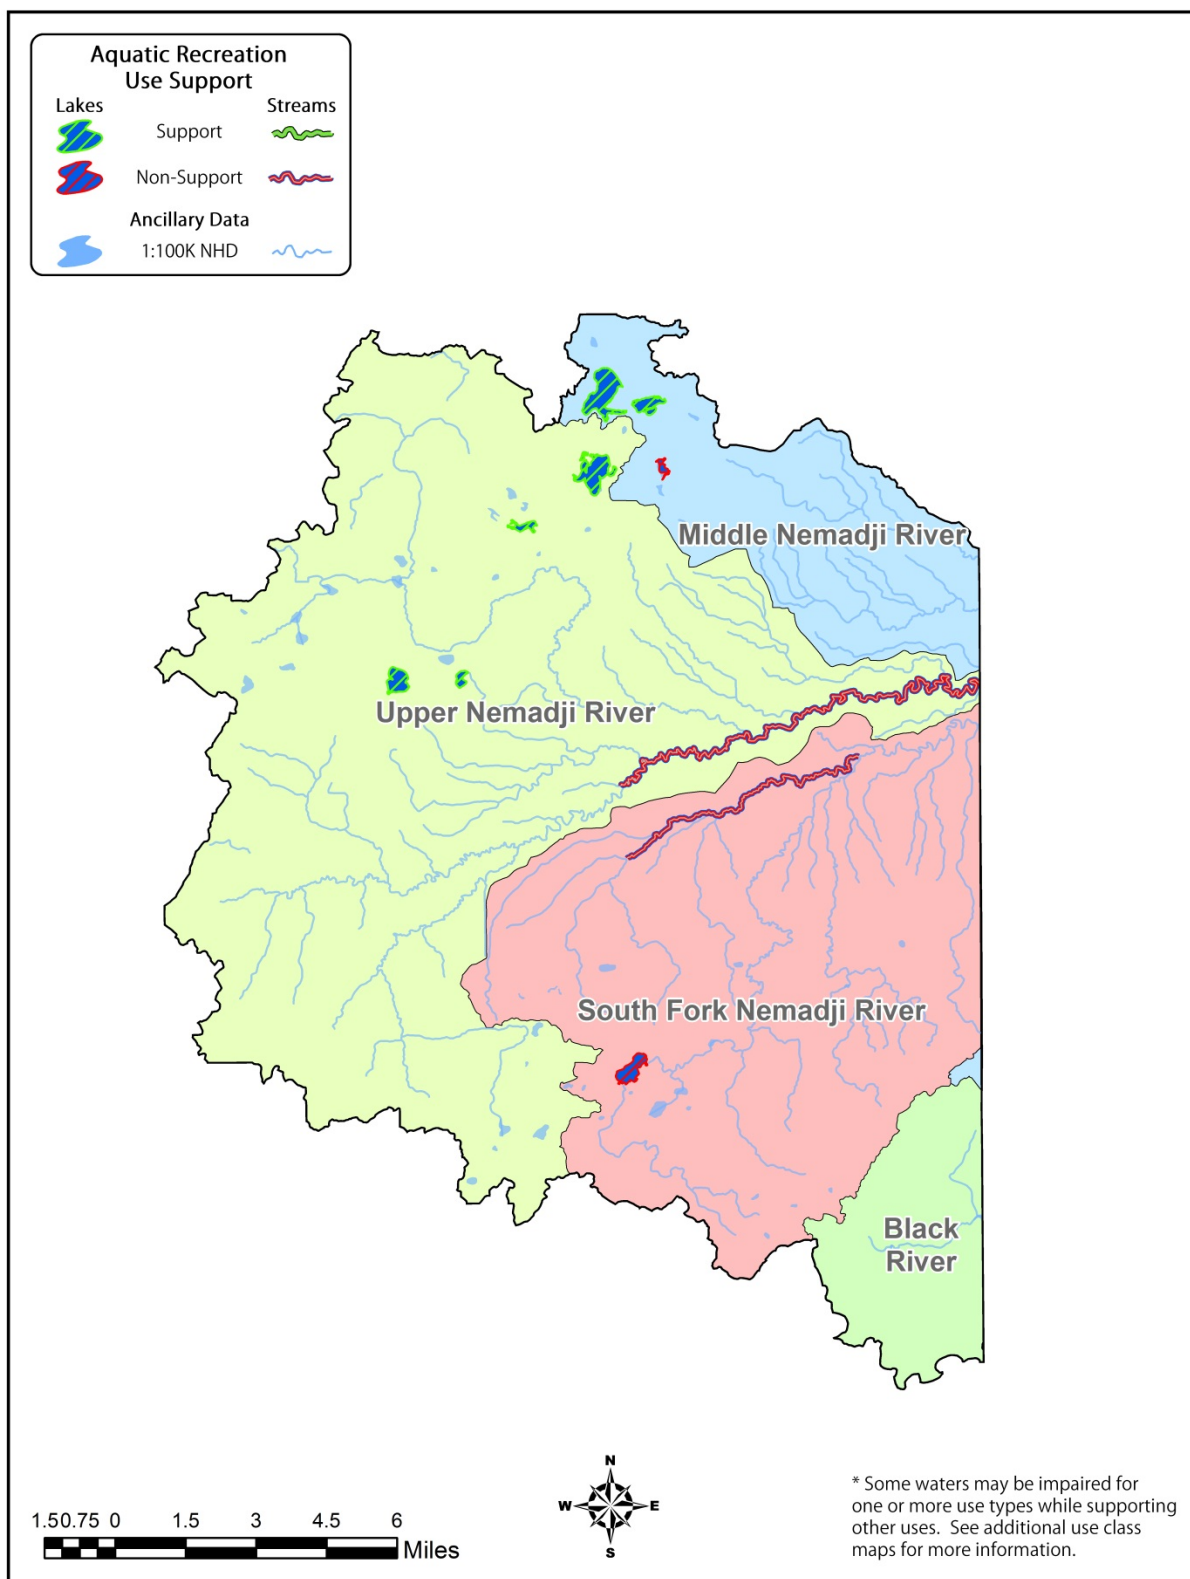 Aquatic Recreation
Use Support
Lakes Streams
Support
Non-Support
Ancillary Data
1:100K NHD
Middle Nemadji River
Upper Nemadji River
South Fork Nemadji River
Black
River
N
W E
S
1.5 0.75 0 1.5 3 4.5 6
Miles
* Some waters may be impaired for
one or more use types while supporting
other uses. See additional use class
maps for more information.